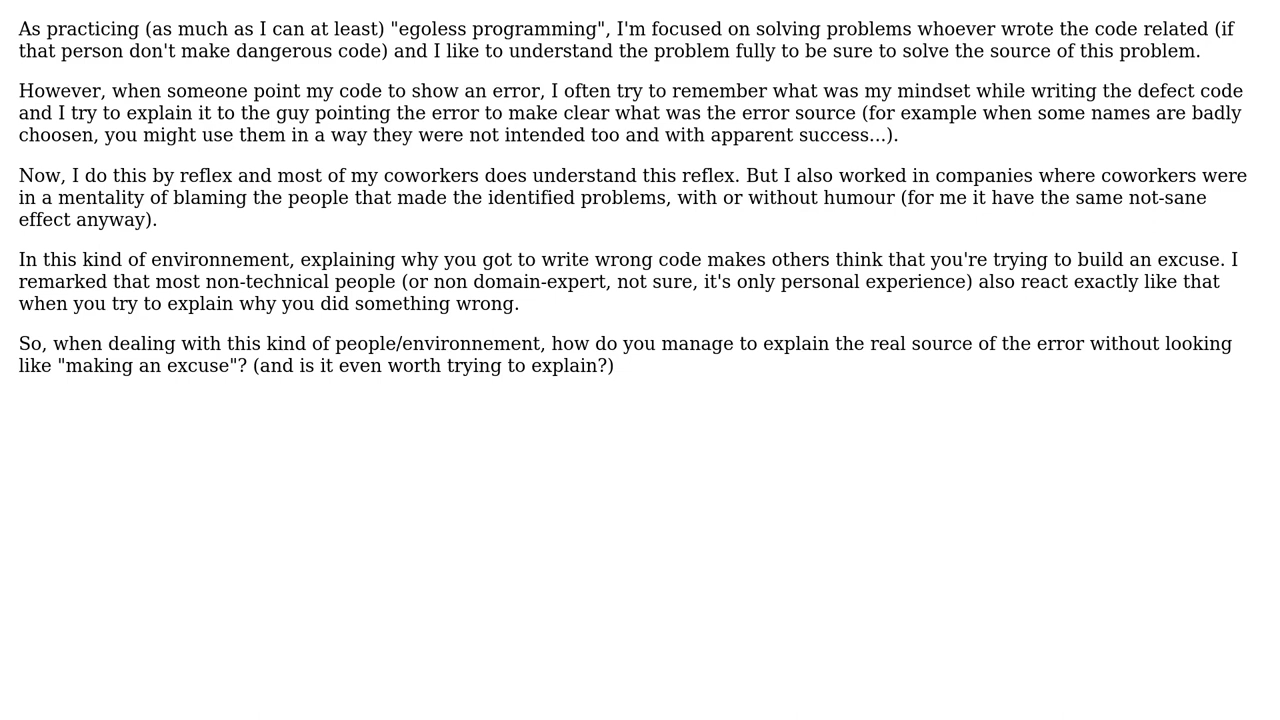 As practicing (as much as I can at least) "egoless programming", I'm focused on solving problems whoever wrote the code related (if
that person don't make dangerous code) and I like to understand the problem fully to be sure to solve the source of this problem.
However, when someone point my code to show an error, I often try to remember what was my mindset while writing the defect code
and I try to explain it to the guy pointing the error to make clear what was the error source (for example when some names are badly
choosen, you might use them in a way they were not intended too and with apparent success...).
Now, I do this by reflex and most of my coworkers does understand this reflex. But I also worked in companies where coworkers were
in a mentality of blaming the people that made the identified problems, with or without humour (for me it have the same not-sane
effect anyway).
In this kind of environnement, explaining why you got to write wrong code makes others think that you're trying to build an excuse. I
remarked that most non-technical people (or non domain-expert, not sure, it's only personal experience) also react exactly like that
when you try to explain why you did something wrong.
So, when dealing with this kind of people/environnement, how do you manage to explain the real source of the error without looking
like "making an excuse"? (and is it even worth trying to explain?)